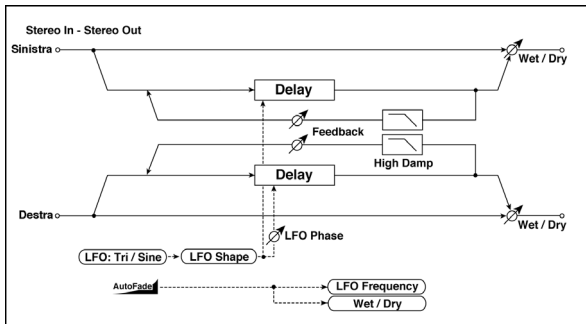 Stereo In - Stereo Out
Sinistra
Wet / Dry
Delay
Feedback
High Damp
Delay
LFO Phase
Destra
Wet / Dry
LFO: Tri / Sine
LFO Shape
AutoFade
LFO Frequency
Wet / Dry